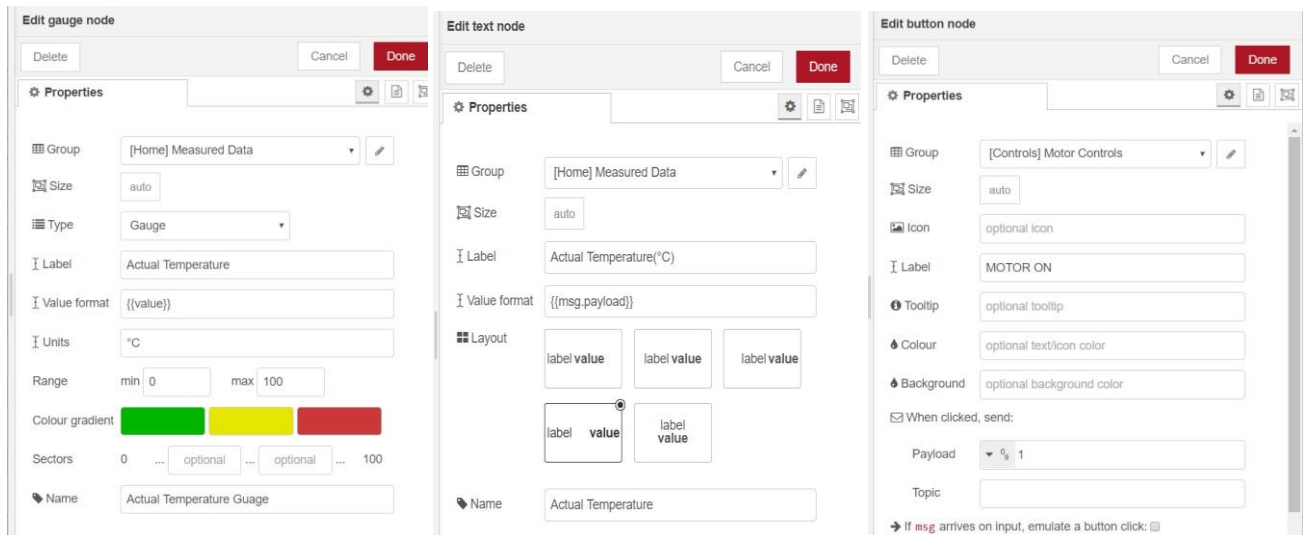 Edit gauge node
Delete Cancel Done
Properties
Group [Home] Measured Data
Size auto
Type Gauge
Label Actual Temperature
Value format {{value}}
Units °C
Range min 0 max 100
Colour gradient
Sectors 0 ... optional ... optional ... 100
Name Actual Temperature Guage
Edit text node
Delete Cancel Done
Properties
Group [Home] Measured Data
Size auto
Label Actual Temperature(°C)
Value format {{msg.payload}}
Layout
label value label value label value
label value label
value
Name Actual Temperature
Edit button node
Delete Cancel Done
Properties
Group [Controls] Motor Controls
Size auto
Icon optional icon
Label MOTOR ON
Tooltip optional tooltip
Colour optional text/icon color
Background optional background color
When clicked, send:
Payload 0 9 1
Topic
If msg arrives on input, emulate a button click: